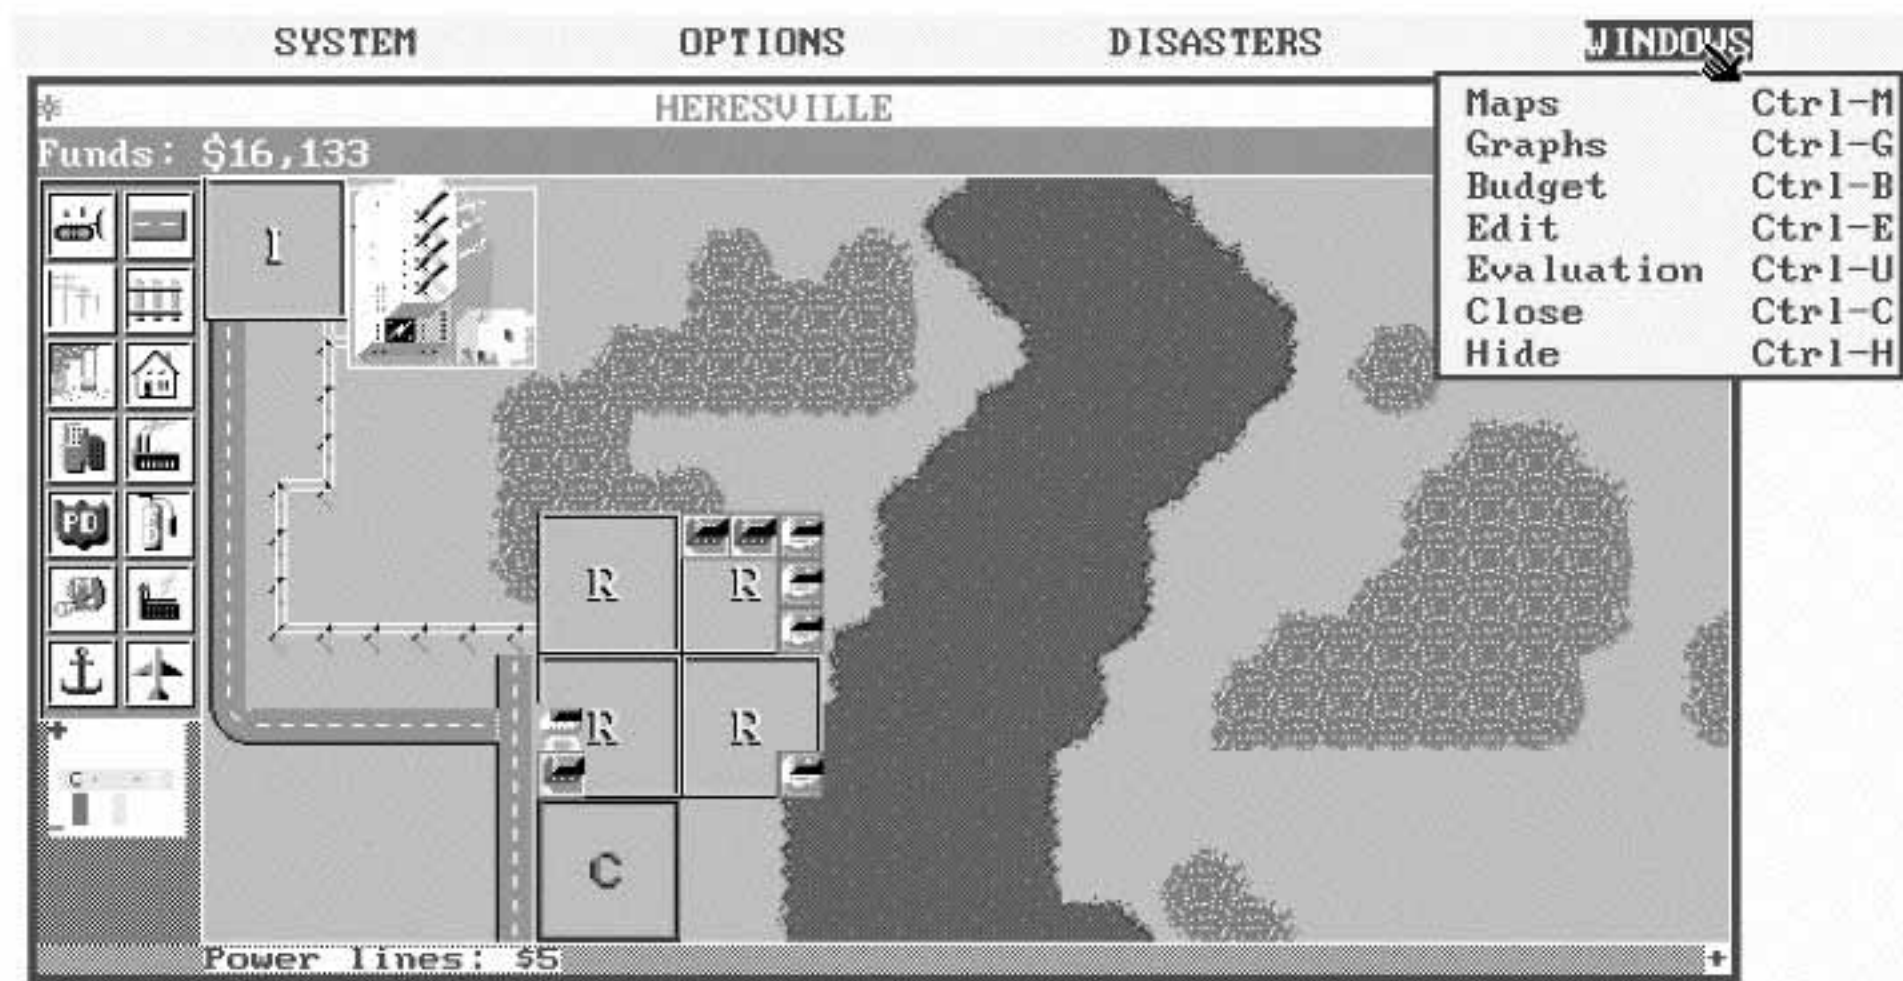 SYSTEM OPTIONS DISASTERS WINDOWS
HERESVILLE
Maps Ctrl-M
Funds: $16,133
Graphs Ctrl-G
Budget Ctrl-B
Edit Ctrl-E
Evaluation Ctrl-U
Close Ctrl-C
Hide Ctrl-H
I
PD
R R
R R
C
C
Power lines: $5